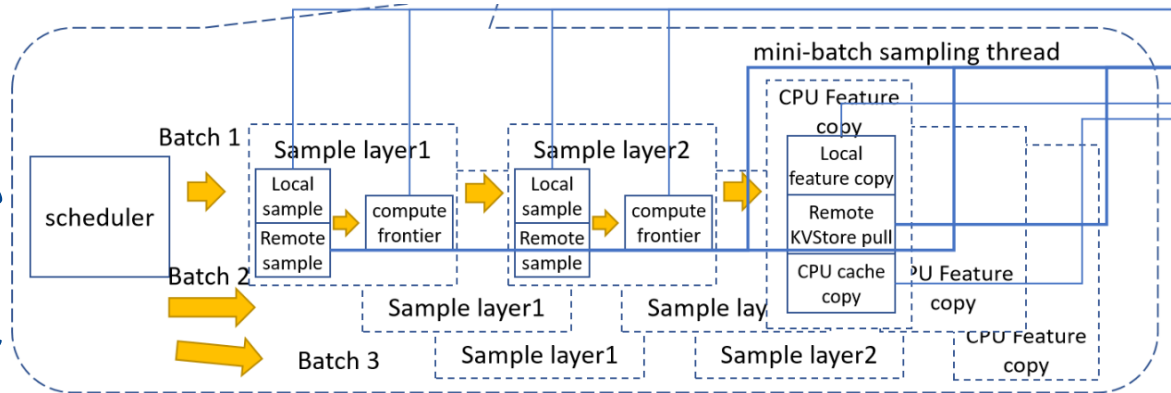 mini-batch sampling thread
scheduler
Batch 1
Sample layer1
Local
sample
Remote
sample
compute
frontier
Sample layer2
Local
sample
Remote
sample
compute
frontier
CPU Feature
copy
Local
feature copy
Remote
KVStore pull
CPU cache
copy
Batch 2
Sample layer1
Sample lay
PU Feature
copy
Batch 3
Sample layer1
Sample layer2
CPU Feature
copy